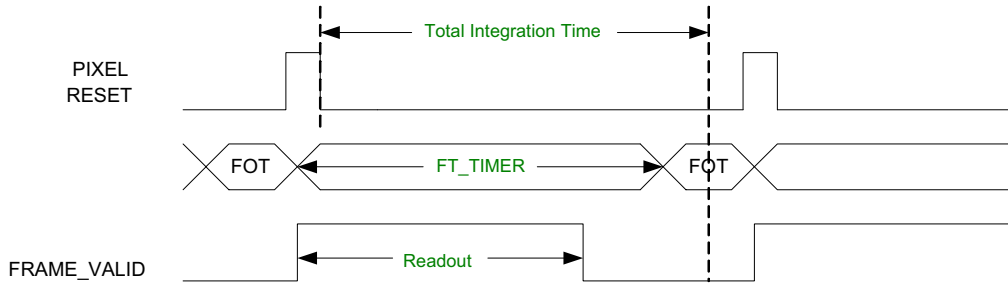 Total Integration Time
PIXEL
RESET
FOT
FT_TIMER
FOT
FRAME_VALID
Readout